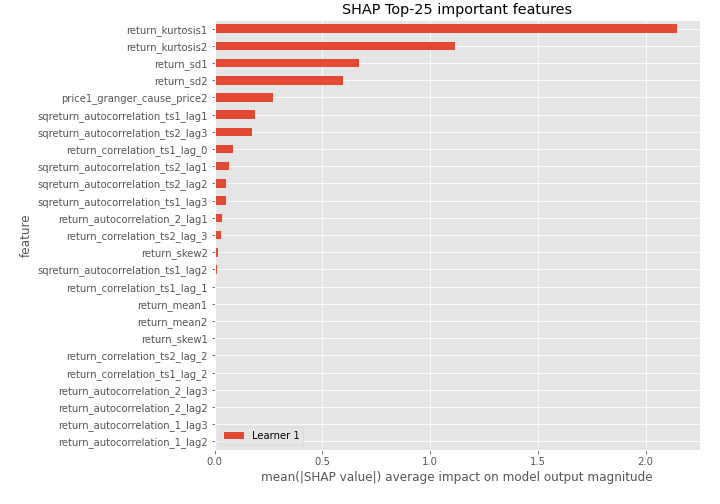 SHAP Top-25 important features
return_kurtosis1
return_kurtosis2
return_sd1
return_sd2
price1_granger_cause_price2
sqreturn_autocorrelation_ts1_lag1
sqreturn_autocorrelation_ts2_lag3
return_correlation_ts1_lag_0
sqreturn_autocorrelation_ts2_lag1
sqreturn_autocorrelation_ts2_lag2
sqreturn_autocorrelation_ts1_lag3
return_autocorrelation_2_lag1
return_correlation_ts2_lag_3
return_skew2
sqreturn_autocorrelation_ts1_lag2
return_correlation_ts1_lag_1
return_mean1
return_mean2
return_skew1
return_correlation_ts2_lag_2
return_correlation_ts1_lag_2
return_autocorrelation_2_lag3
return_autocorrelation_2_lag2
return_autocorrelation_1_lag3
return_autocorrelation_1_lag2
feature
Learner 1
0.0 0.5 1.0 1.5 2.0
mean(|SHAP value|) average impact on model output magnitude